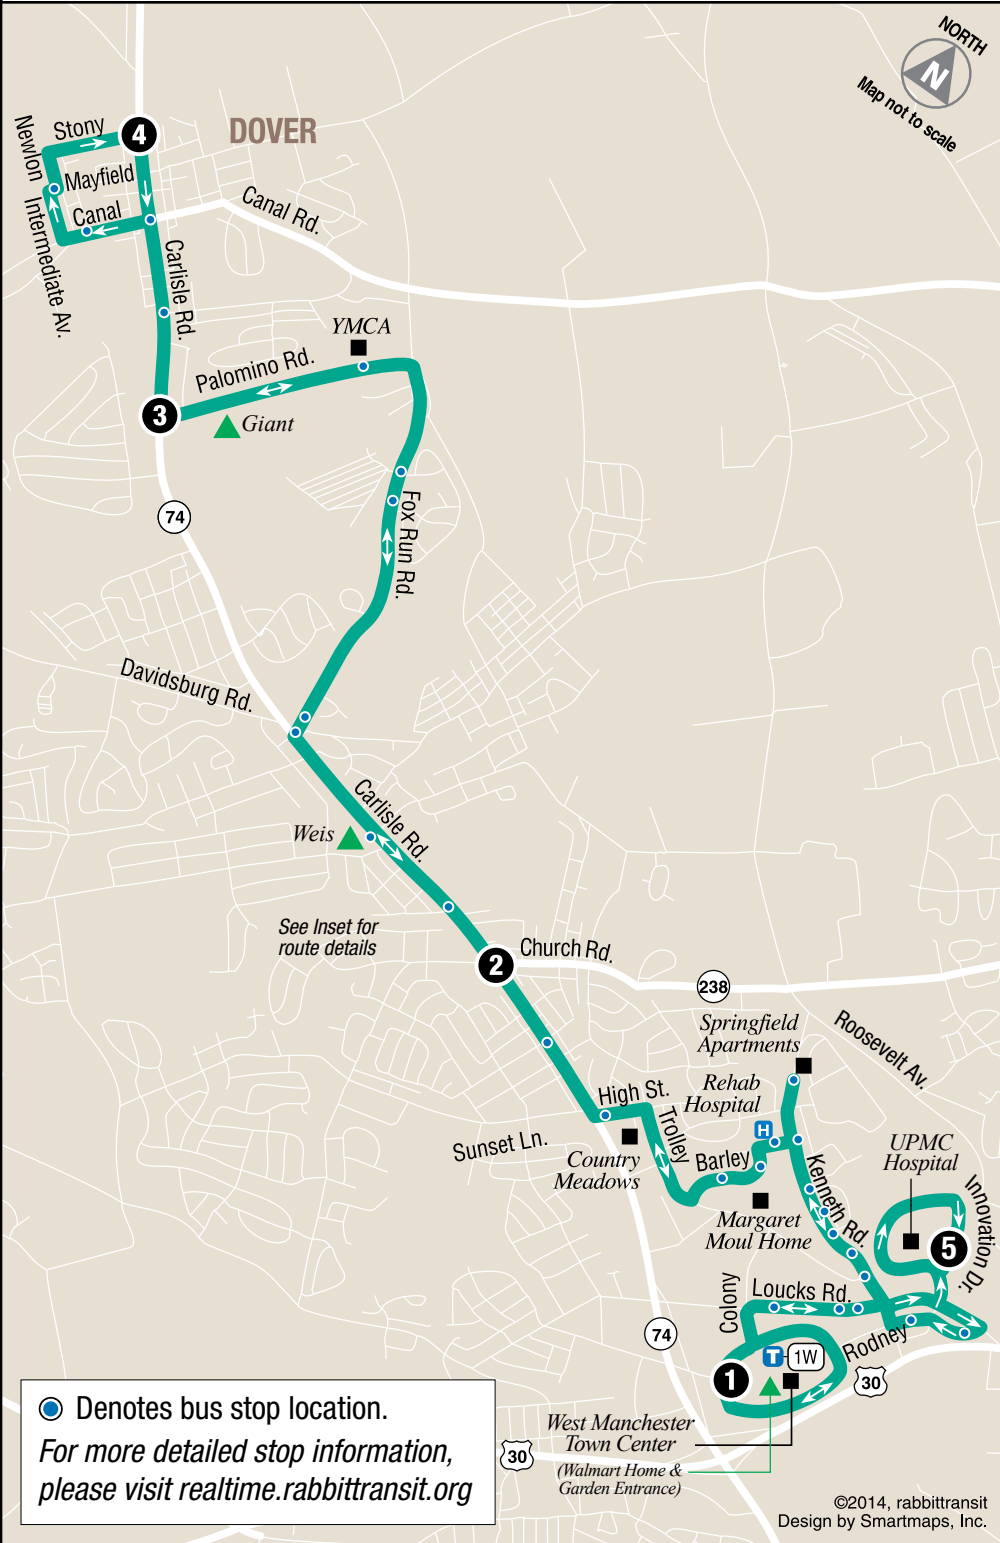 NORTH
N
Map not to scale
Stony
4
DOVER
Newlon
Mayfield
Canal
Intermediate Av.
Canal Rd.
Carlisle Rd.
YMCA
Palomino Rd.
3
Giant
74
Fox Run Rd.
Davidsburg Rd.
Carlisle Rd.
Weis
See Inset for
route details
2
Church Rd.
238
Springfield
Apartments
Roosevelt Av.
Rehab
Hospital
High St.
Trolley
H
Sunset Ln.
Country
Meadows
Barley
Kenneth Rd.
UPMC
Hospital
Innovation Dr.
Margaret
Moul Home
5
Colony
Loucks Rd.
Rodney
74
T
1W
1
30
West Manchester
Town Center
(Walmart Home &
Garden Entrance)
30
Denotes bus stop location.
For more detailed stop information,
please visit realtime.rabbittransit.org
©2014, rabbittransit
Design by Smartmaps, Inc.